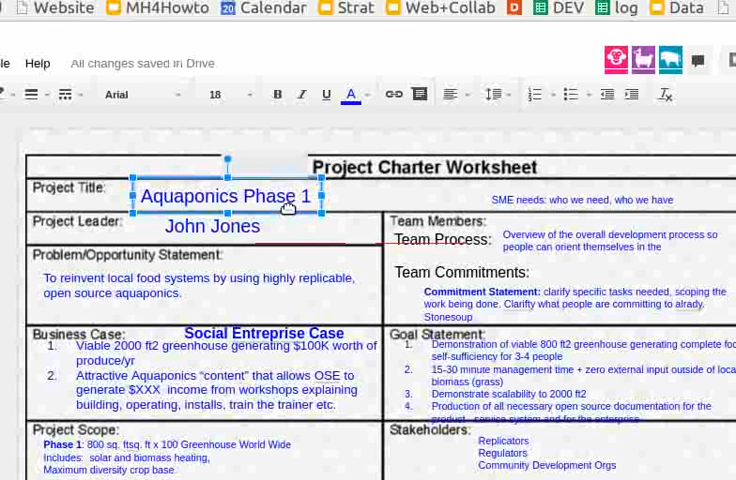 Website MH4Howto 20 Calendar Strat Web+Collab D DEV log Data
le Help All changes saved in Drive
Arial 18 B I U A
Project Charter Worksheet
Project Title:
Aquaponics Phase 1
SME needs: who we need, who we have
Project Leader:
John Jones
Team Members:
Team Process:
Overview of the overall development process so
people can orient themselves in the
Problem/Opportunity Statement:
To reinvent local food systems by using highly replicable,
open source aquaponics.
Team Commitments:
Commitment Statement: clarify specific tasks needed, scoping the
work being done. Clarifty what people are committing to alrady.
Stonesoup
Business Case:
Social Entreprise Case
1. Viable 2000 ft2 greenhouse generating $100K worth of
produce/yr
2. Attractive Aquaponics “content” that allows OSE to
generate $XXX income from workshops explaining
building, operating, installs, train the trainer etc.
Goal Statement:
1. Demonstration of viable 800 ft2 greenhouse generating complete foo
self-sufficiency for 3-4 people
2. 15-30 minute management time + zero external input outside of loca
biomass (grass)
3. Demonstrate scalability to 2000 ft2
4. Production of all necessary open source documentation for the
product - service system and for the enterprise
Project Scope:
Phase 1: 800 sq. ftsq. ft x 100 Greenhouse World Wide
Includes: solar and biomass heating,
Maximum diversity crop base.
Stakeholders:
Replicators
Regulators
Community Development Orgs